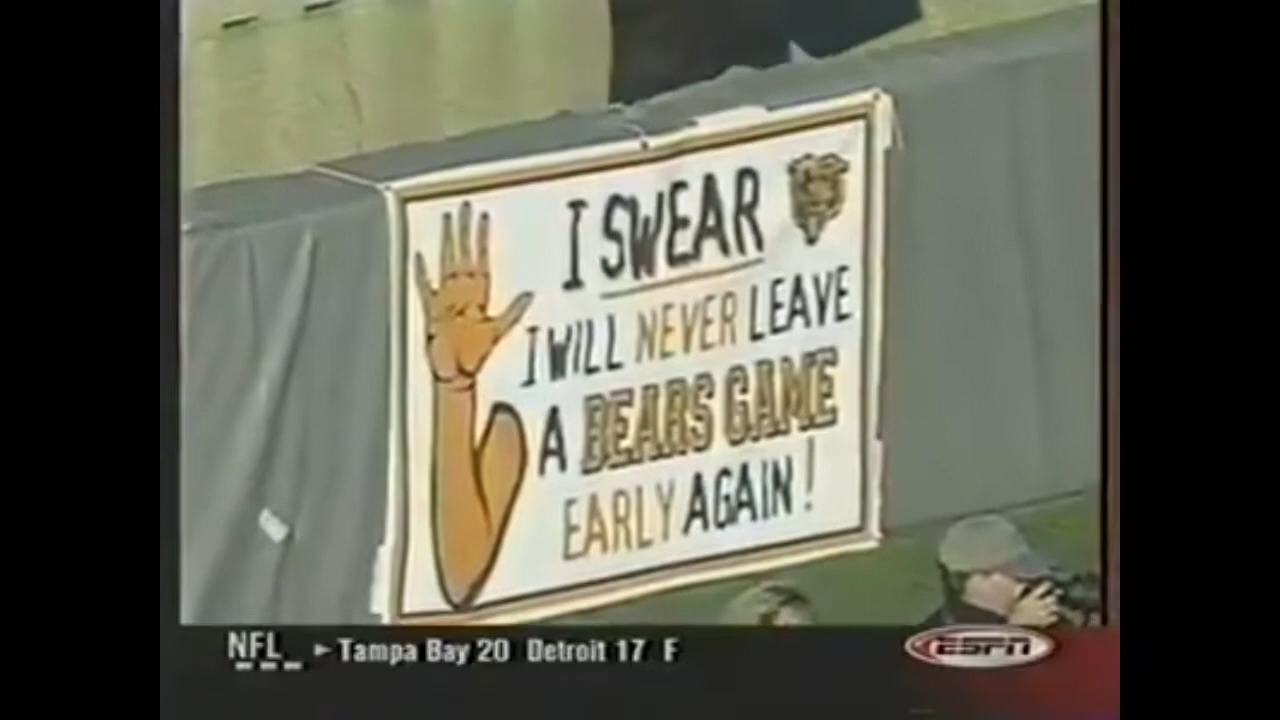 I SWEAR
I WILL NEVER LEAVE
A BEARS GAME
EARLY AGAIN!
NFL ► Tampa Bay 20 Detroit 17 F
ESPN